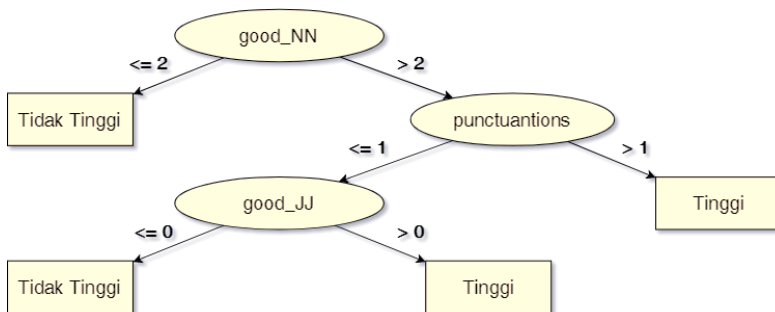 good_NN
<= 2
> 2
Tidak Tinggi
punctuantions
<= 1
> 1
good_JJ
Tinggi
<= 0
> 0
Tidak Tinggi
Tinggi